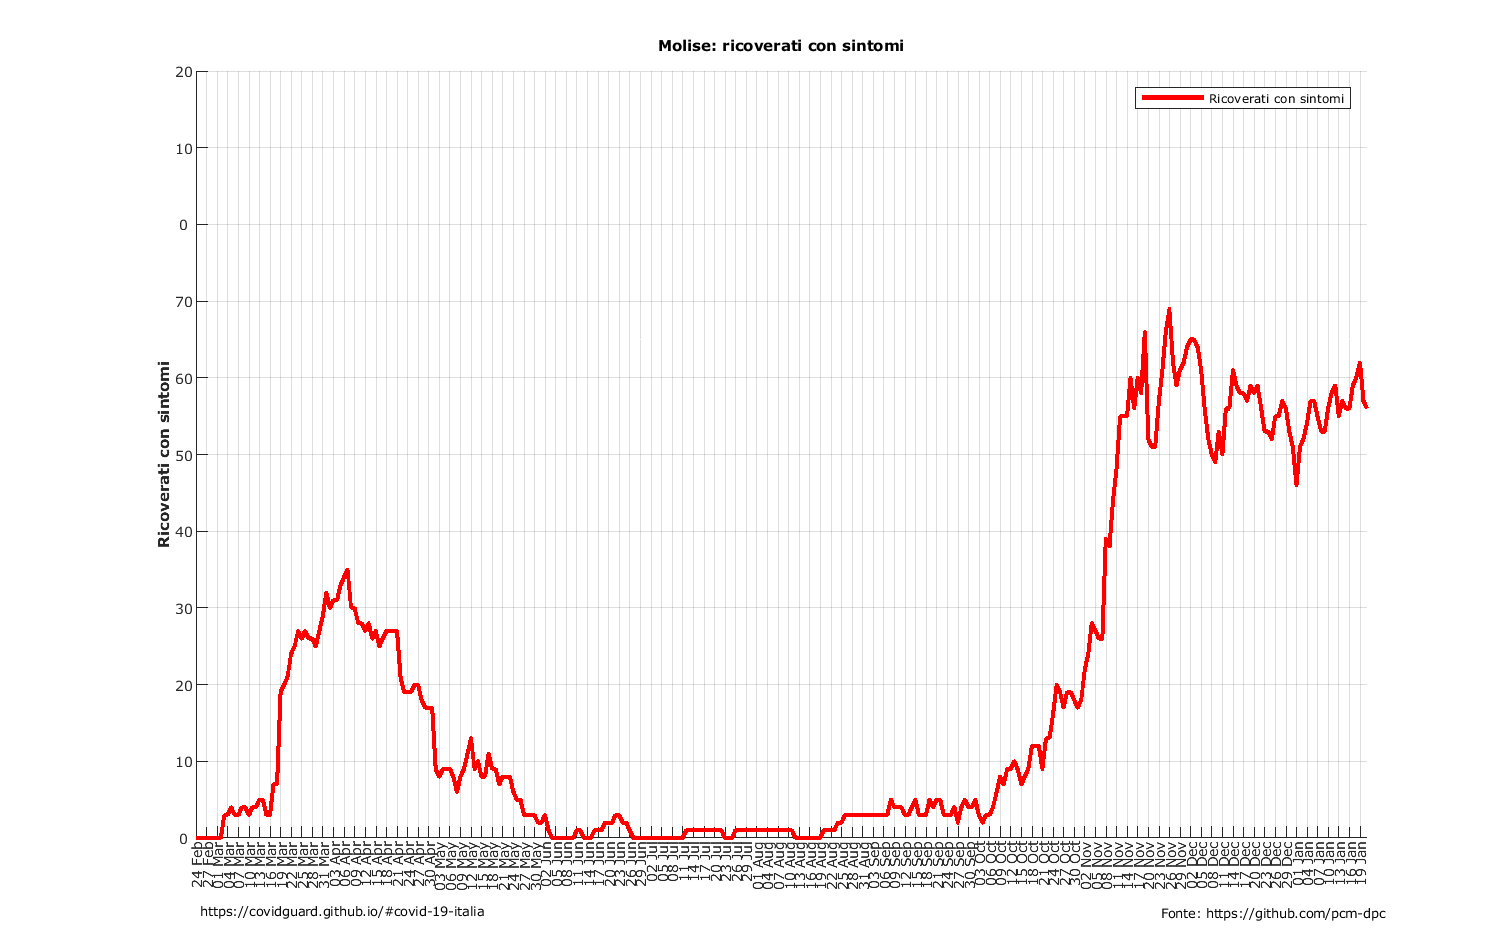 Molise: ricoverati con sintomi
Ricoverati con sintomi
20
10
0
70
60
50
40
30
20
10
0
Ricoverati con sintomi
24 Feb
27 Feb
01 Mar
04 Mar
07 Mar
10 Mar
13 Mar
16 Mar
19 Mar
22 Mar
25 Mar
28 Mar
31 Mar
03 Apr
06 Apr
09 Apr
12 Apr
15 Apr
18 Apr
21 Apr
24 Apr
27 Apr
30 Apr
03 May
06 May
09 May
12 May
15 May
18 May
21 May
24 May
27 May
30 May
02 Jun
05 Jun
08 Jun
11 Jun
14 Jun
17 Jun
20 Jun
23 Jun
26 Jun
29 Jun
02 Jul
05 Jul
08 Jul
11 Jul
14 Jul
17 Jul
20 Jul
23 Jul
26 Jul
29 Jul
01 Aug
04 Aug
07 Aug
10 Aug
13 Aug
16 Aug
19 Aug
22 Aug
25 Aug
28 Aug
31 Aug
03 Sep
06 Sep
09 Sep
12 Sep
15 Sep
18 Sep
21 Sep
24 Sep
27 Sep
30 Sep
03 Oct
06 Oct
09 Oct
12 Oct
15 Oct
18 Oct
21 Oct
24 Oct
27 Oct
30 Oct
02 Nov
05 Nov
08 Nov
11 Nov
14 Nov
17 Nov
20 Nov
23 Nov
26 Nov
29 Nov
02 Dec
05 Dec
08 Dec
11 Dec
14 Dec
17 Dec
20 Dec
23 Dec
26 Dec
29 Dec
01 Jan
04 Jan
07 Jan
10 Jan
13 Jan
16 Jan
19 Jan
https://covidguard.github.io/#covid-19-italia
Fonte: https://github.com/pcm-dpc